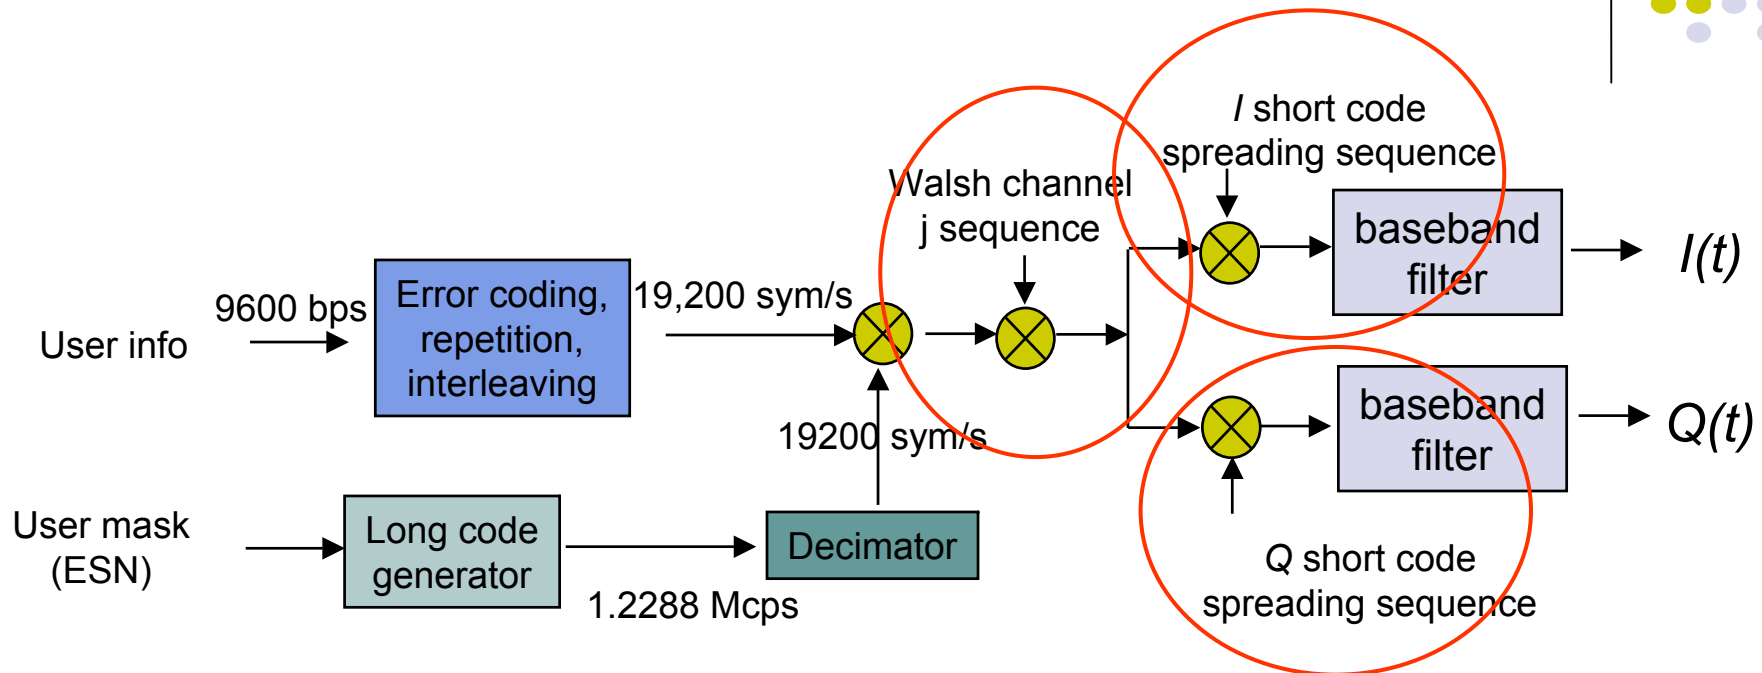 I short code
spreading sequence
Walsh channel
j sequence
baseband
filter
I(t)
User info
9600 bps
Error coding,
repetition,
interleaving
19,200 sym/s
19200 sym/s
baseband
filter
Q(t)
User mask
(ESN)
Long code
generator
1.2288 Mcps
Decimator
Q short code
spreading sequence